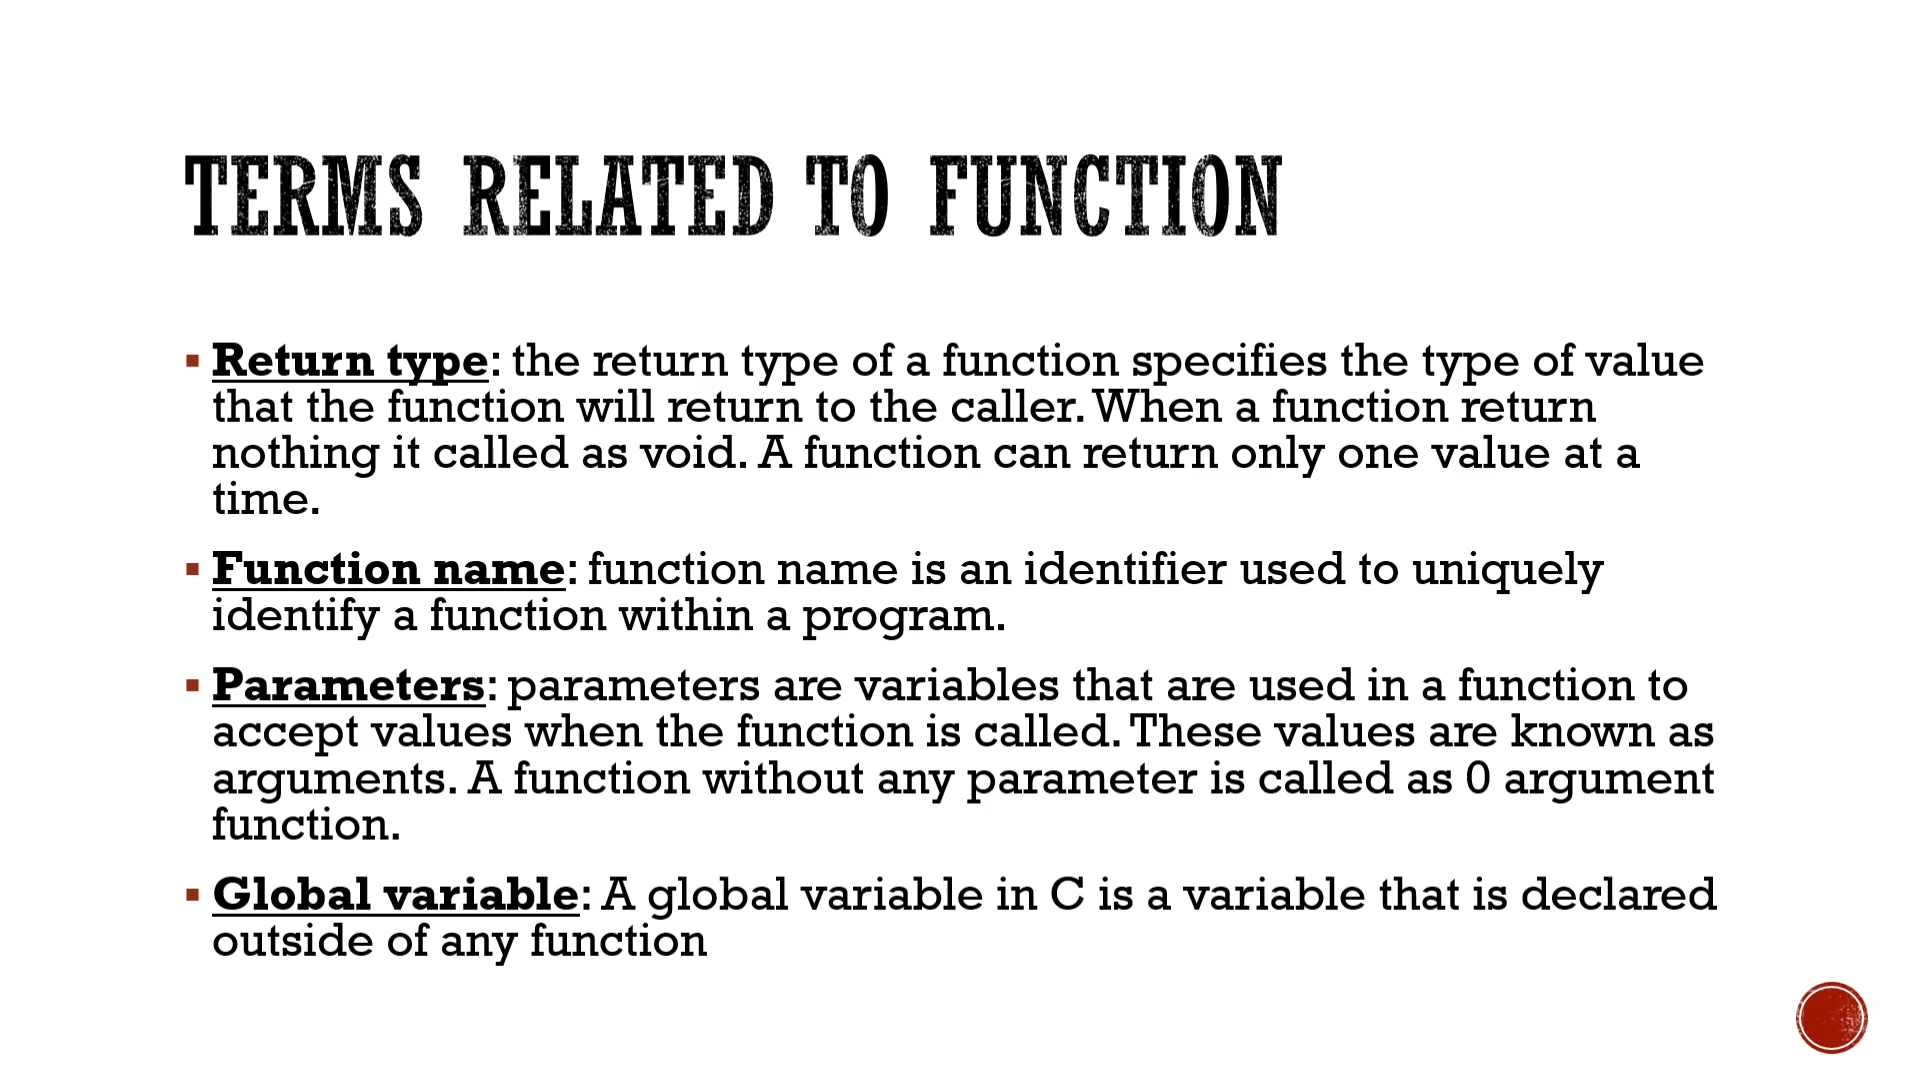 TERMS RELATED TO FUNCTION
▪ Return type: the return type of a function specifies the type of value
that the function will return to the caller. When a function return
nothing it called as void. A function can return only one value at a
time.
▪ Function name: function name is an identifier used to uniquely
identify a function within a program.
▪ Parameters: parameters are variables that are used in a function to
accept values when the function is called. These values are known as
arguments. A function without any parameter is called as 0 argument
function.
▪ Global variable: A global variable in C is a variable that is declared
outside of any function